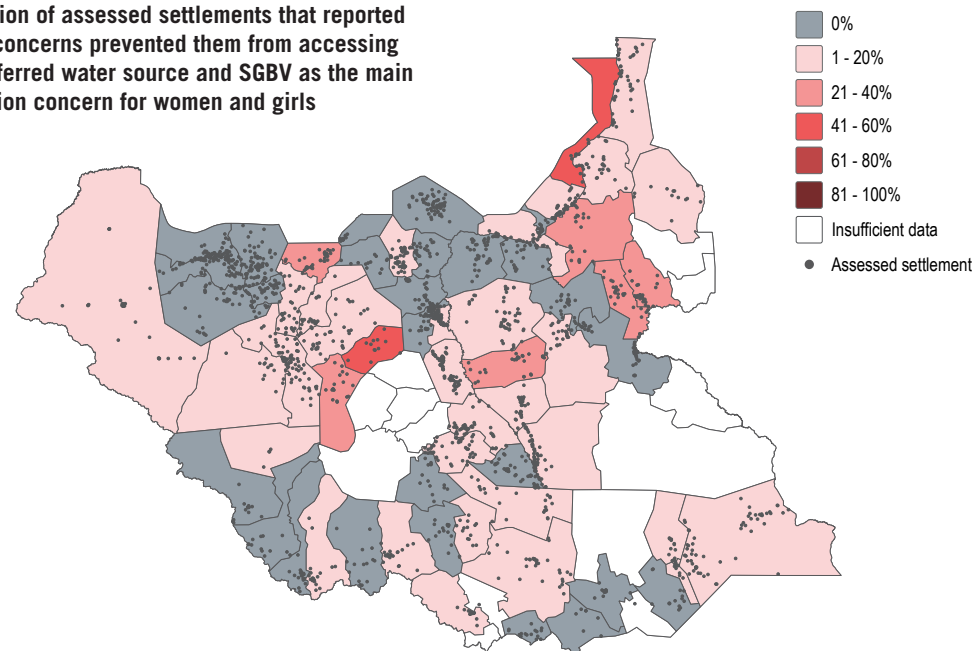 ion of assessed settlements that reported
concerns prevented them from accessing
ferred water source and SGBV as the main
ion concern for women and girls
0%
1 - 20%
21 - 40%
41 - 60%
61 - 80%
81 - 100%
Insufficient data
Assessed settlement